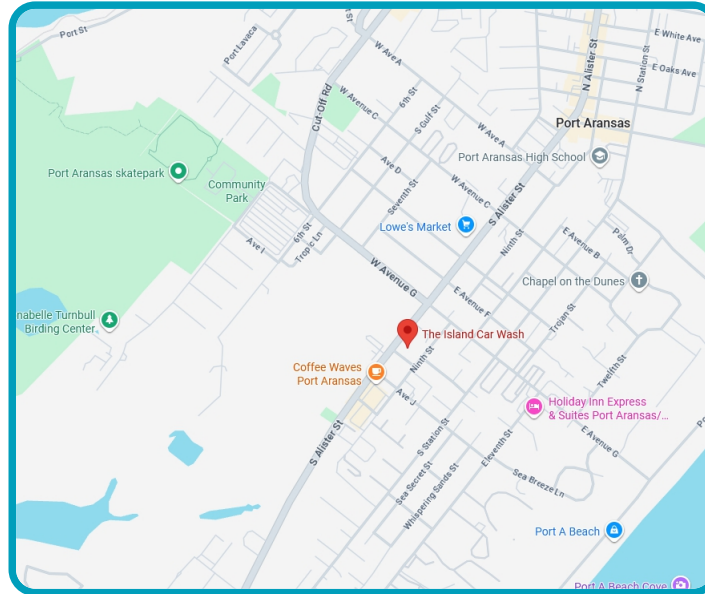 Port St
Port Lavaca
St
W Ave A
Cut-Off Rd
6th St
S Gulf St
W Avenue C
W Ave A
N Alister St
N Station St
E White Ave
E Oaks Ave
Port Aransas
Port Aransas High School
Port Aransas skatepark
Community
Park
Ave D
Seventh St
W Avenue C
S Alister St
Lowe's Market
Ninth St
E Avenue B
Palm Dr
Ave I
6th St
Tropic Ln
W Avenue G
E Avenue F
Chapel on the Dunes
nabelle Turnbull
Birding Center
The Island Car Wash
Trojan St
Twelfth St
Ninth St
Coffee Waves
Port Aransas
Ave J
Holiday Inn Express
& Suites Port Aransas/...
E Avenue G
S Alister St
S Station St
Eleventh St
Sea Secret St
Whispering Sands St
Sea Breeze Ln
Port A Beach
Port A Beach Cove